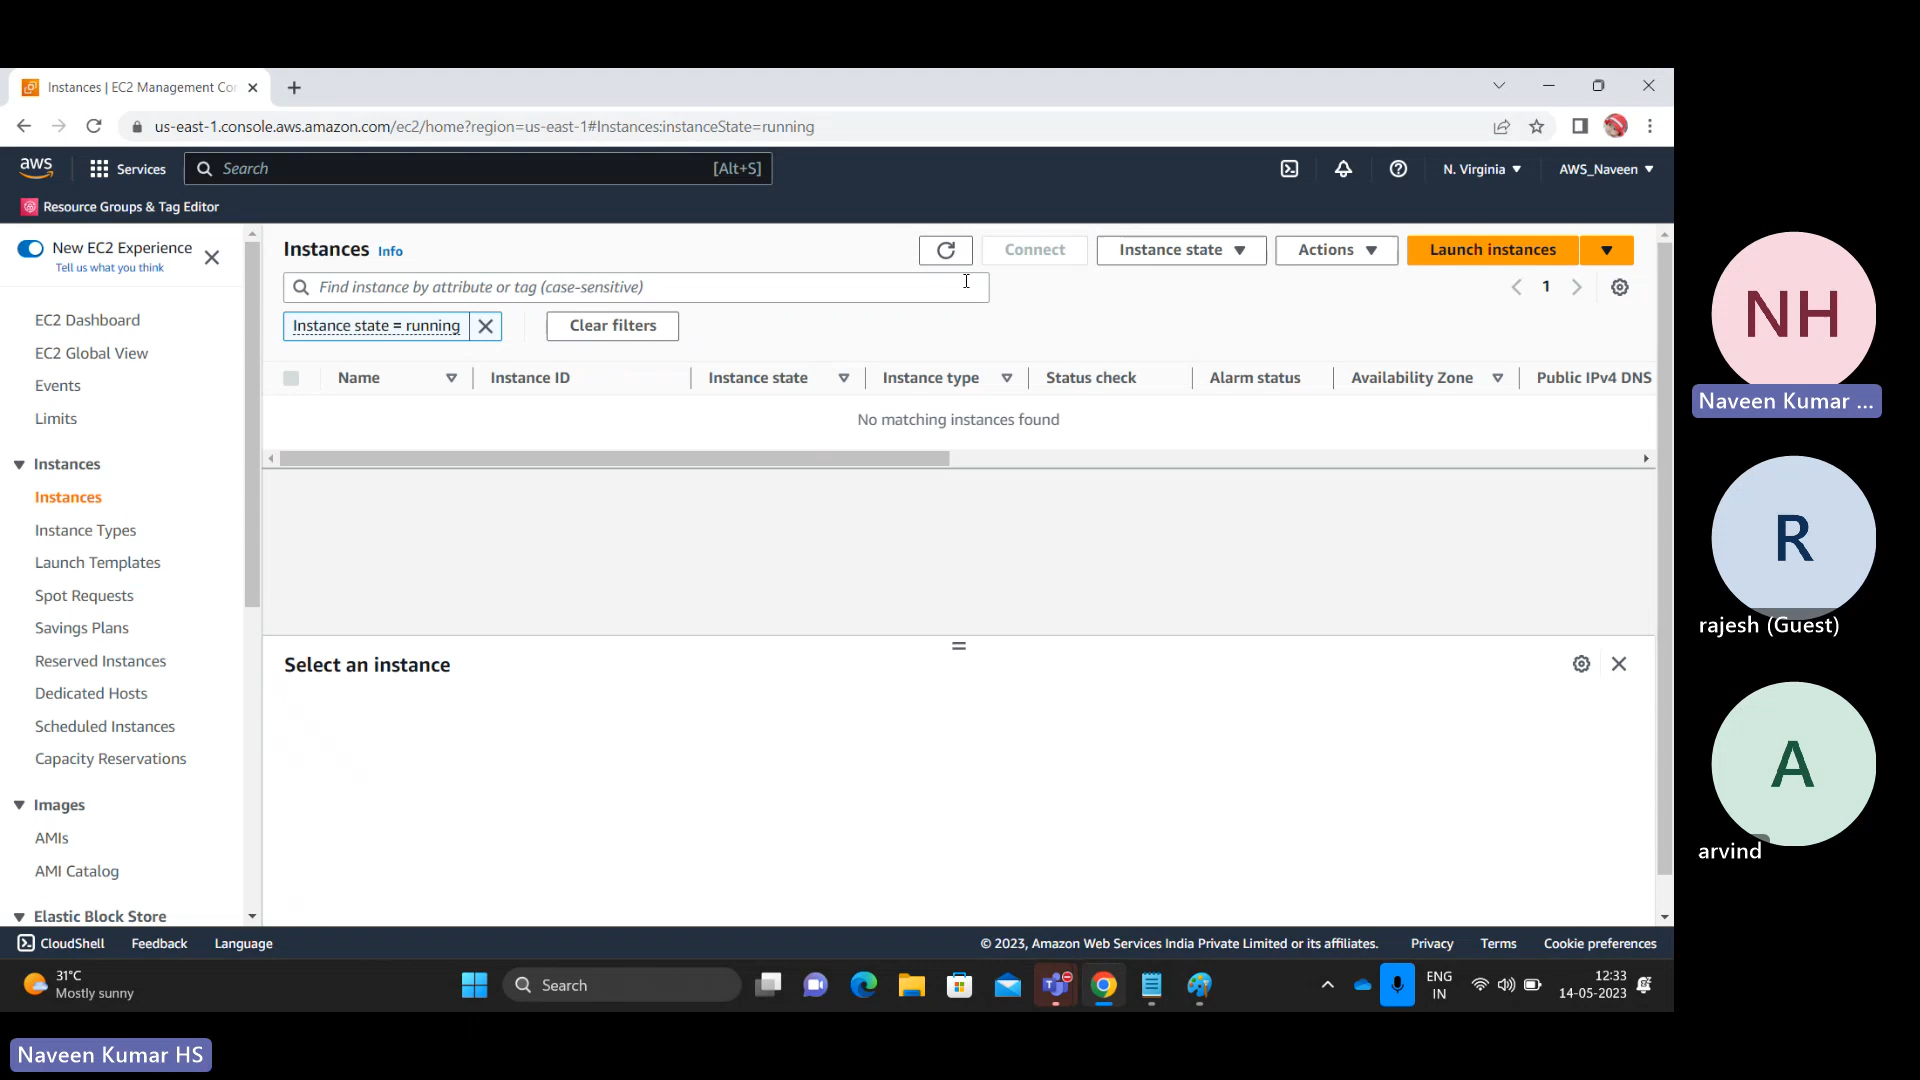 Instances | EC2 Management Cor
us-east-1.console.aws.amazon.com/ec2/home?region=us-east-1#Instances:instanceState=running
aws
Services
Search
[Alt+S]
N. Virginia
AWS_Naveen
Resource Groups & Tag Editor
New EC2 Experience
Tell us what you think
EC2 Dashboard
EC2 Global View
Events
Limits
Instances
Instances
Instance Types
Launch Templates
Spot Requests
Savings Plans
Reserved Instances
Dedicated Hosts
Scheduled Instances
Capacity Reservations
Images
AMIs
AMI Catalog
Elastic Block Store
Instances Info
Connect
Instance state
Actions
Launch instances
Find instance by attribute or tag (case-sensitive)
1
Instance state = running
Clear filters
Name
Instance ID
Instance state
Instance type
Status check
Alarm status
Availability Zone
Public IPv4 DNS
No matching instances found
Select an instance
CloudShell
Feedback
Language
© 2023, Amazon Web Services India Private Limited or its affiliates.
Privacy
Terms
Cookie preferences
31°C
Mostly sunny
Search
ENG
IN
12:33
14-05-2023
NH
Naveen Kumar ...
R
rajesh (Guest)
A
arvind
Naveen Kumar HS